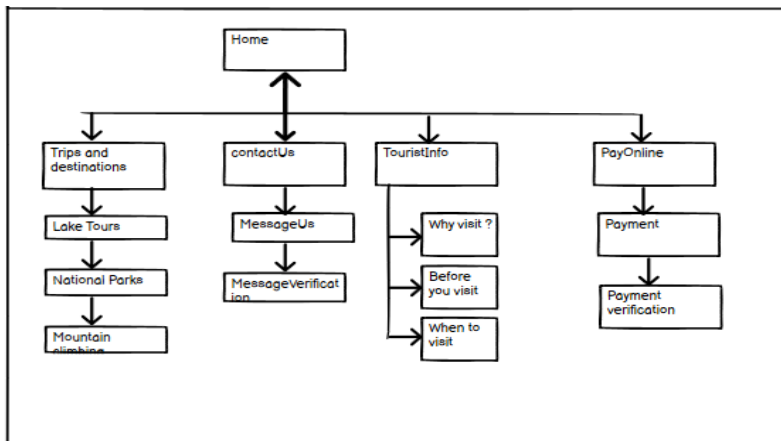 Home
Trips and
destinations
contactUs
TouristInfo
PayOnline
Lake Tours
MessageUs
Why visit ?
Payment
National Parks
MessageVerificat
ion
Before
you visit
Payment
verification
Mountain
climbing
When to
visit